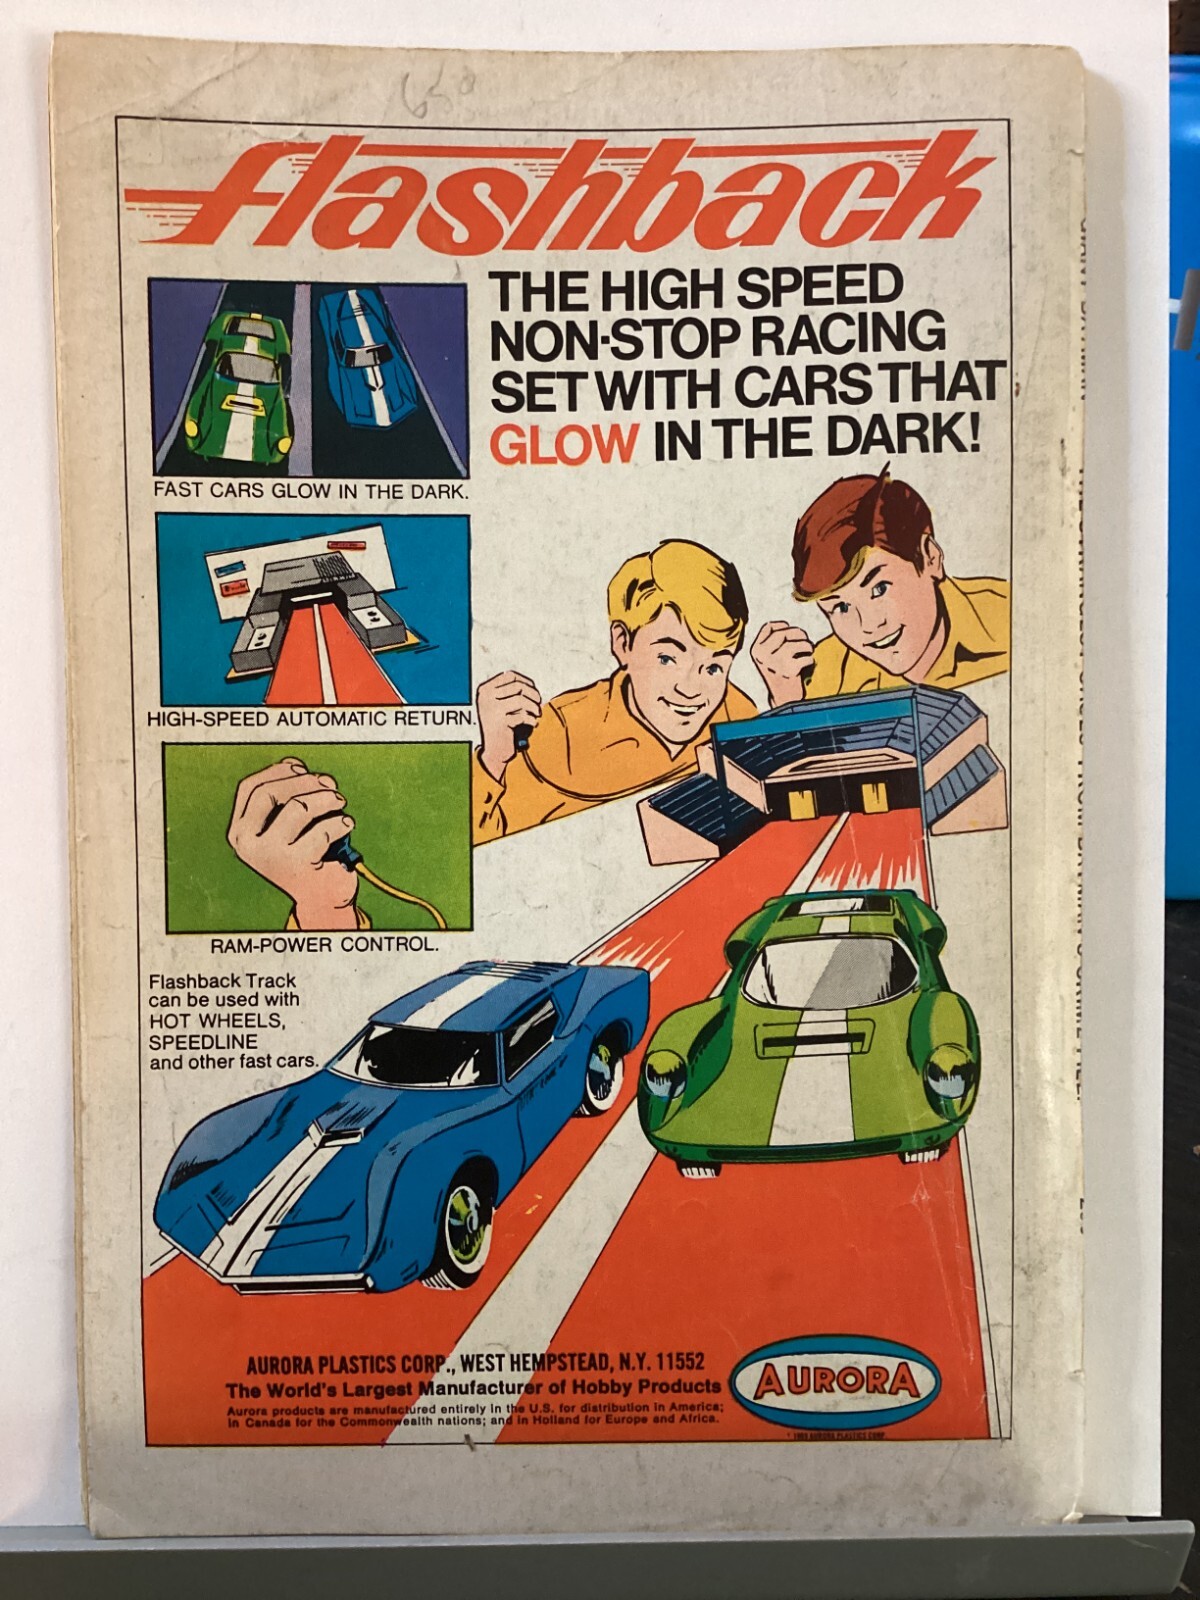 flashback
THE HIGH SPEED
NON-STOP RACING
SET WITH CARS THAT
GLOW IN THE DARK!
FAST CARS GLOW IN THE DARK.
HIGH-SPEED AUTOMATIC RETURN.
RAM-POWER CONTROL.
Flashback Track
can be used with
HOT WHEELS,
SPEEDLINE
and other fast cars.
AURORA PLASTICS CORP., WEST HEMPSTEAD, N.Y. 11552
The World's Largest Manufacturer of Hobby Products
Aurora products are manufactured entirely in the U.S. for distribution in America;
in Canada for the Commonwealth nations; and in Holland for Europe and Africa.
AURORA
AURORA PLASTICS CORP.